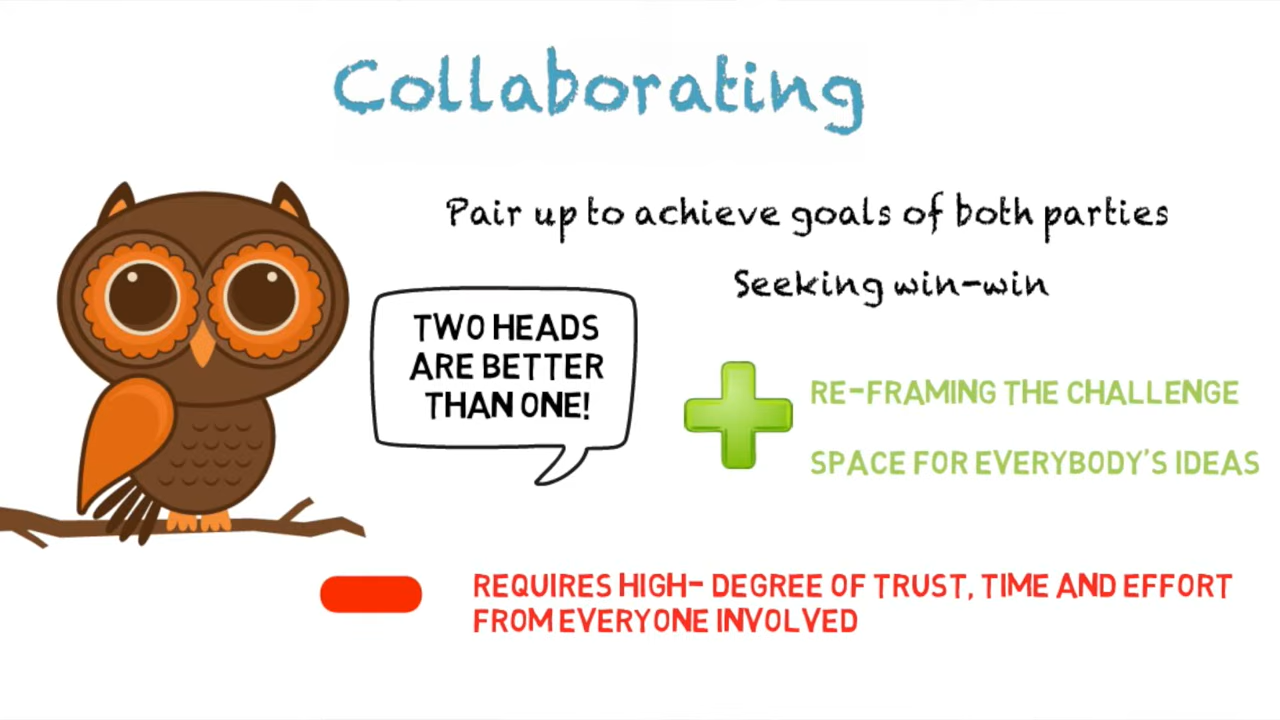 Collaborating
Pair up to achieve goals of both parties
Seeking win-win
TWO HEADS
ARE BETTER
THAN ONE!
RE-FRAMING THE CHALLENGE
SPACE FOR EVERYBODY'S IDEAS
REQUIRES HIGH- DEGREE OF TRUST, TIME AND EFFORT
FROM EVERYONE INVOLVED